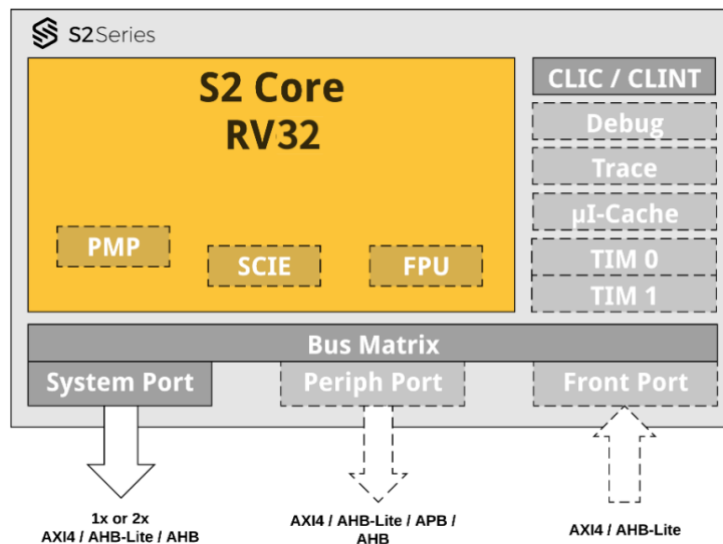 S2Series
S2 Core
RV32
PMP
SCIE
FPU
CLIC / CLINT
Debug
Trace
µI-Cache
TIM 0
TIM 1
Bus Matrix
System Port
Periph Port
Front Port
1x or 2x
AXI4 / AHB-Lite / AHB
AXI4 / AHB-Lite / APB /
AHB
AXI4 / AHB-Lite